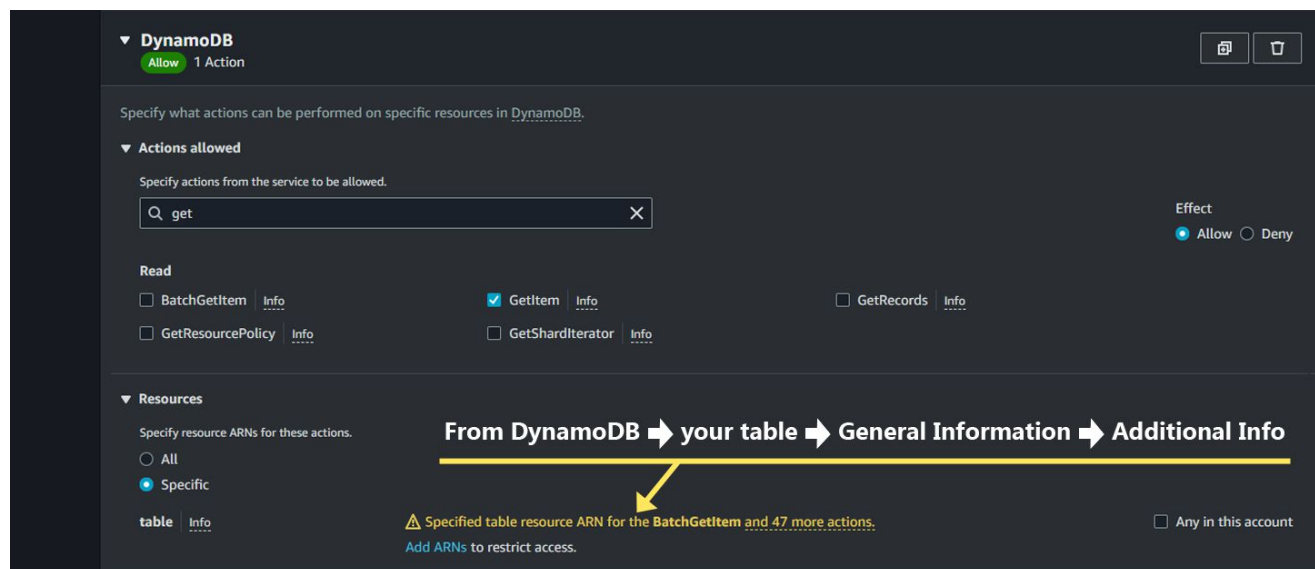 DynamoDB
Allow 1 Action
Specify what actions can be performed on specific resources in DynamoDB.
Actions allowed
Specify actions from the service to be allowed.
get
Effect
Allow Deny
Read
BatchGetItem Info GetItem Info GetRecords Info
GetResourcePolicy Info GetShardIterator Info
Resources
Specify resource ARNs for these actions.
From DynamoDB ➡ your table ➡ General Information ➡ Additional Info
All
Specific
table Info Specified table resource ARN for the BatchGetItem and 47 more actions. Any in this account
Add ARNs to restrict access.